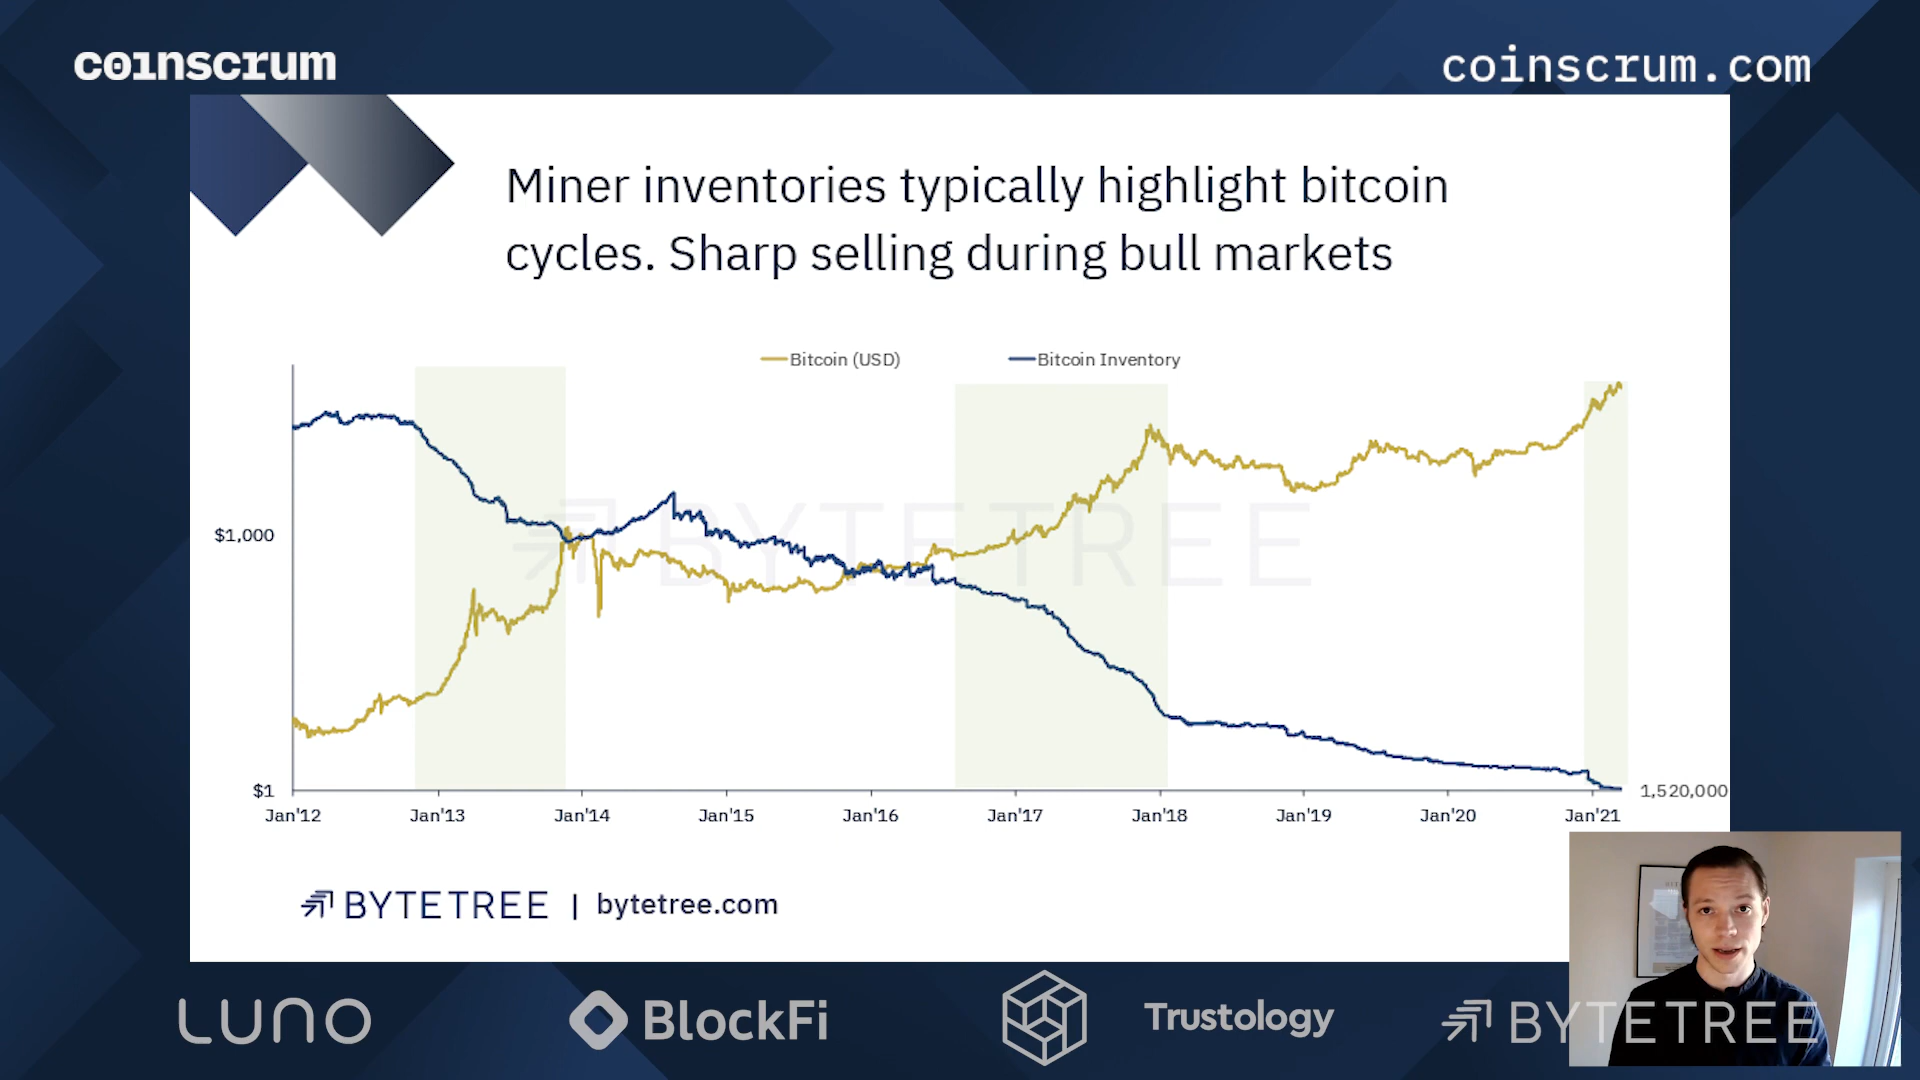 coinscrum
coinscrum.com
Miner inventories typically highlight bitcoin
cycles. Sharp selling during bull markets
Bitcoin (USD)
Bitcoin Inventory
BYTETREE
$1,000
$1
1,520,000
Jan'12
Jan'13
Jan'14
Jan'15
Jan'16
Jan'17
Jan'18
Jan'19
Jan'20
Jan'21
BYTETREE | bytetree.com
LUNO
BlockFi
Trustology
BYTETREE